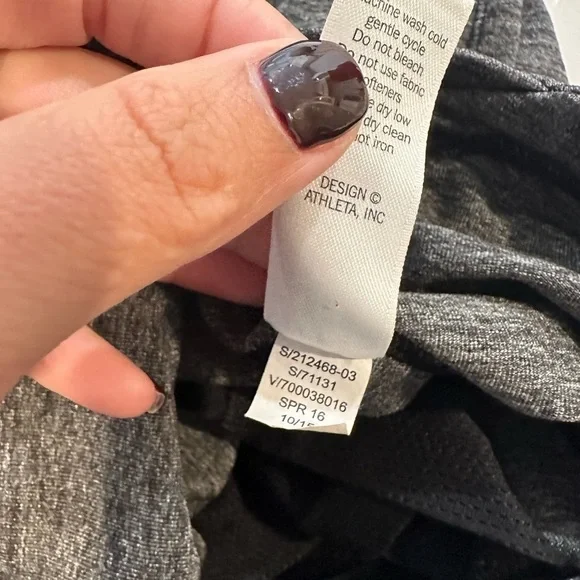 machine wash cold
gentle cycle
Do not bleach
Do not use fabric
softeners
dry low
dry clean
not iron
DESIGN ©
ATHLETA, INC
S/212468-03
S/71131
V/700038016
SPR 16
10/15